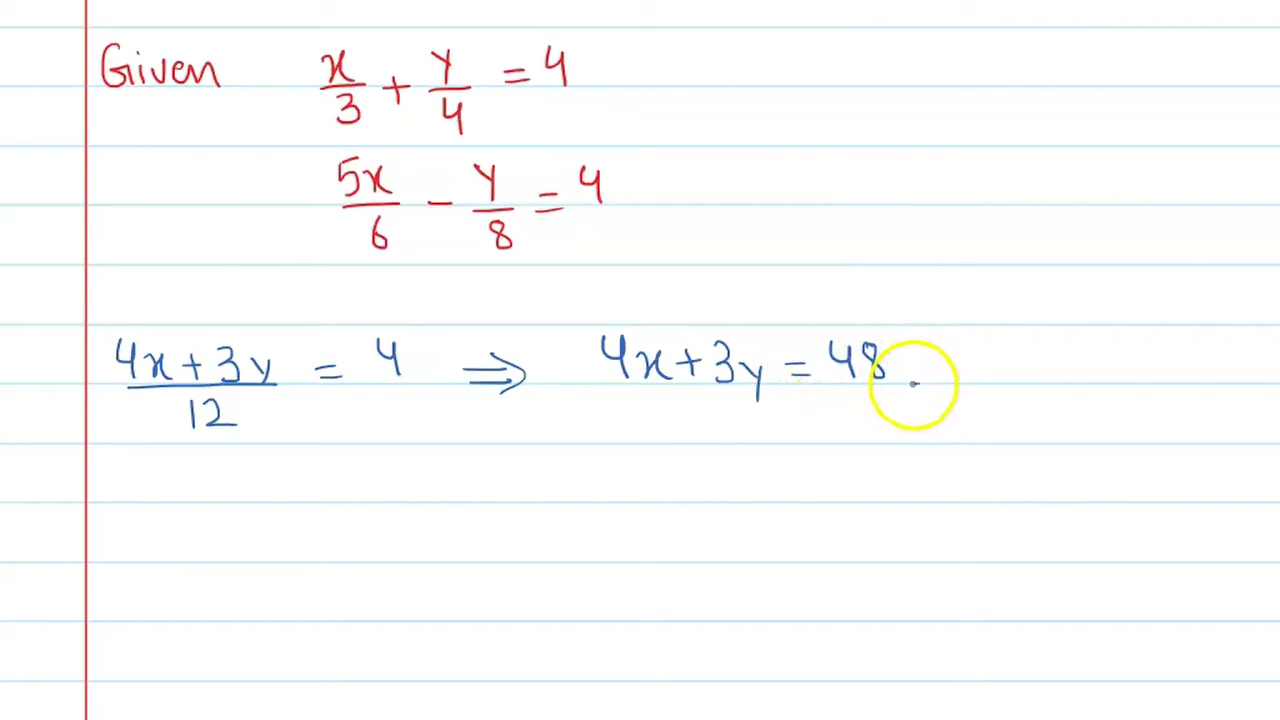 Given x/3 + y/4 = 4
5x/6 - y/8 = 4
4x+3y/12 = 4 ⇒ 4x+3y = 48